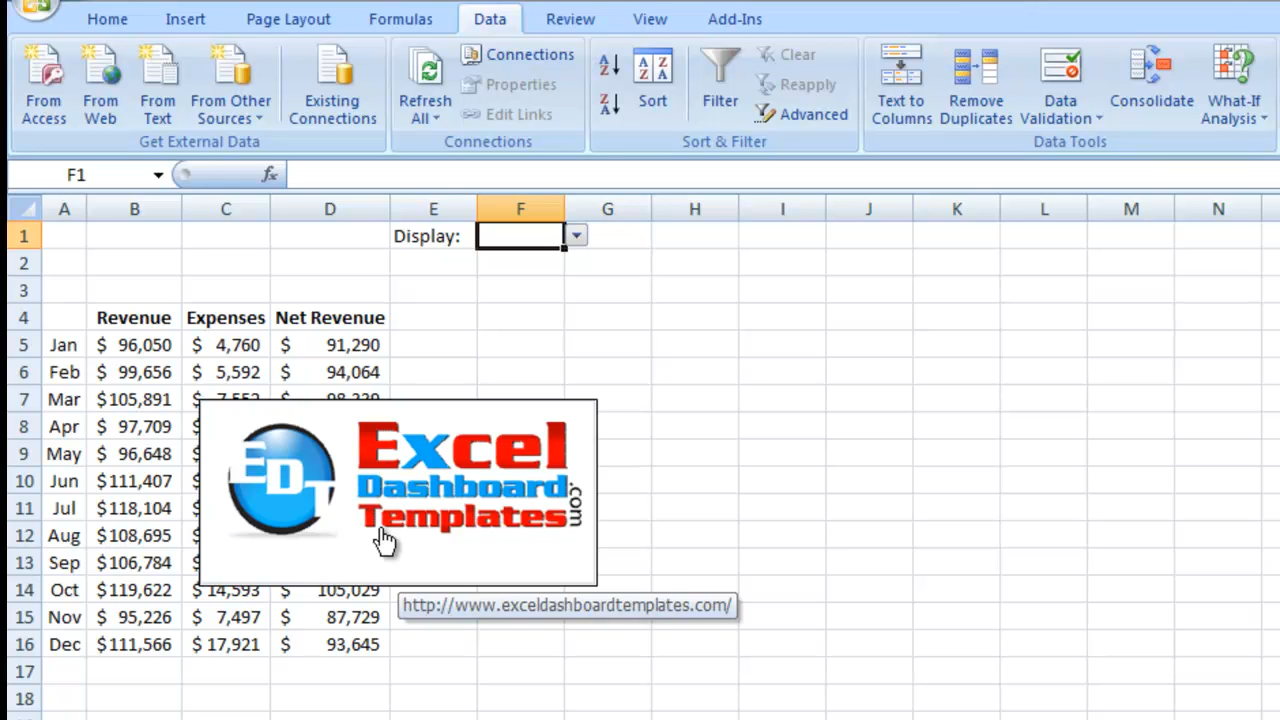 Home Insert Page Layout Formulas Data Review View Add-Ins
From Access
From Web
From Text
From Other Sources
Existing Connections
Get External Data
Refresh All
Connections
Properties
Edit Links
Connections
A Z
Z A
A Z Z A
Sort
Filter
Clear
Reapply
Advanced
Sort & Filter
Text to Columns
Remove Duplicates
Data Validation
Consolidate
What-If Analysis
Data Tools
F1 fx
A B C D E F G H I J K L M N
1 Display:
2
3
4 Revenue Expenses Net Revenue
5 Jan $ 96,050 $ 4,760 $ 91,290
6 Feb $ 99,656 $ 5,592 $ 94,064
7 Mar $105,891
8 Apr $ 97,709
9 May $ 96,648
10 Jun $111,407
11 Jul $118,104
12 Aug $108,695
13 Sep $106,784
14 Oct $119,622 $ 14,593 $ 105,029
15 Nov $ 95,226 $ 7,497 $ 87,729
16 Dec $111,566 $ 17,921 $ 93,645
17
18
EDT
Excel
Dashboard
Templates
.com
http://www.exceldashboardtemplates.com/